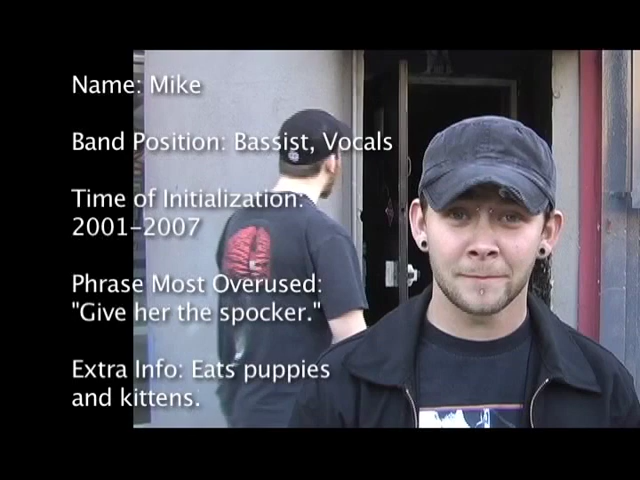 Name: Mike
Band Position: Bassist, Vocals
Time of Initialization:
2001-2007
Phrase Most Overused:
"Give her the spocker."
Extra Info: Eats puppies
and kittens.